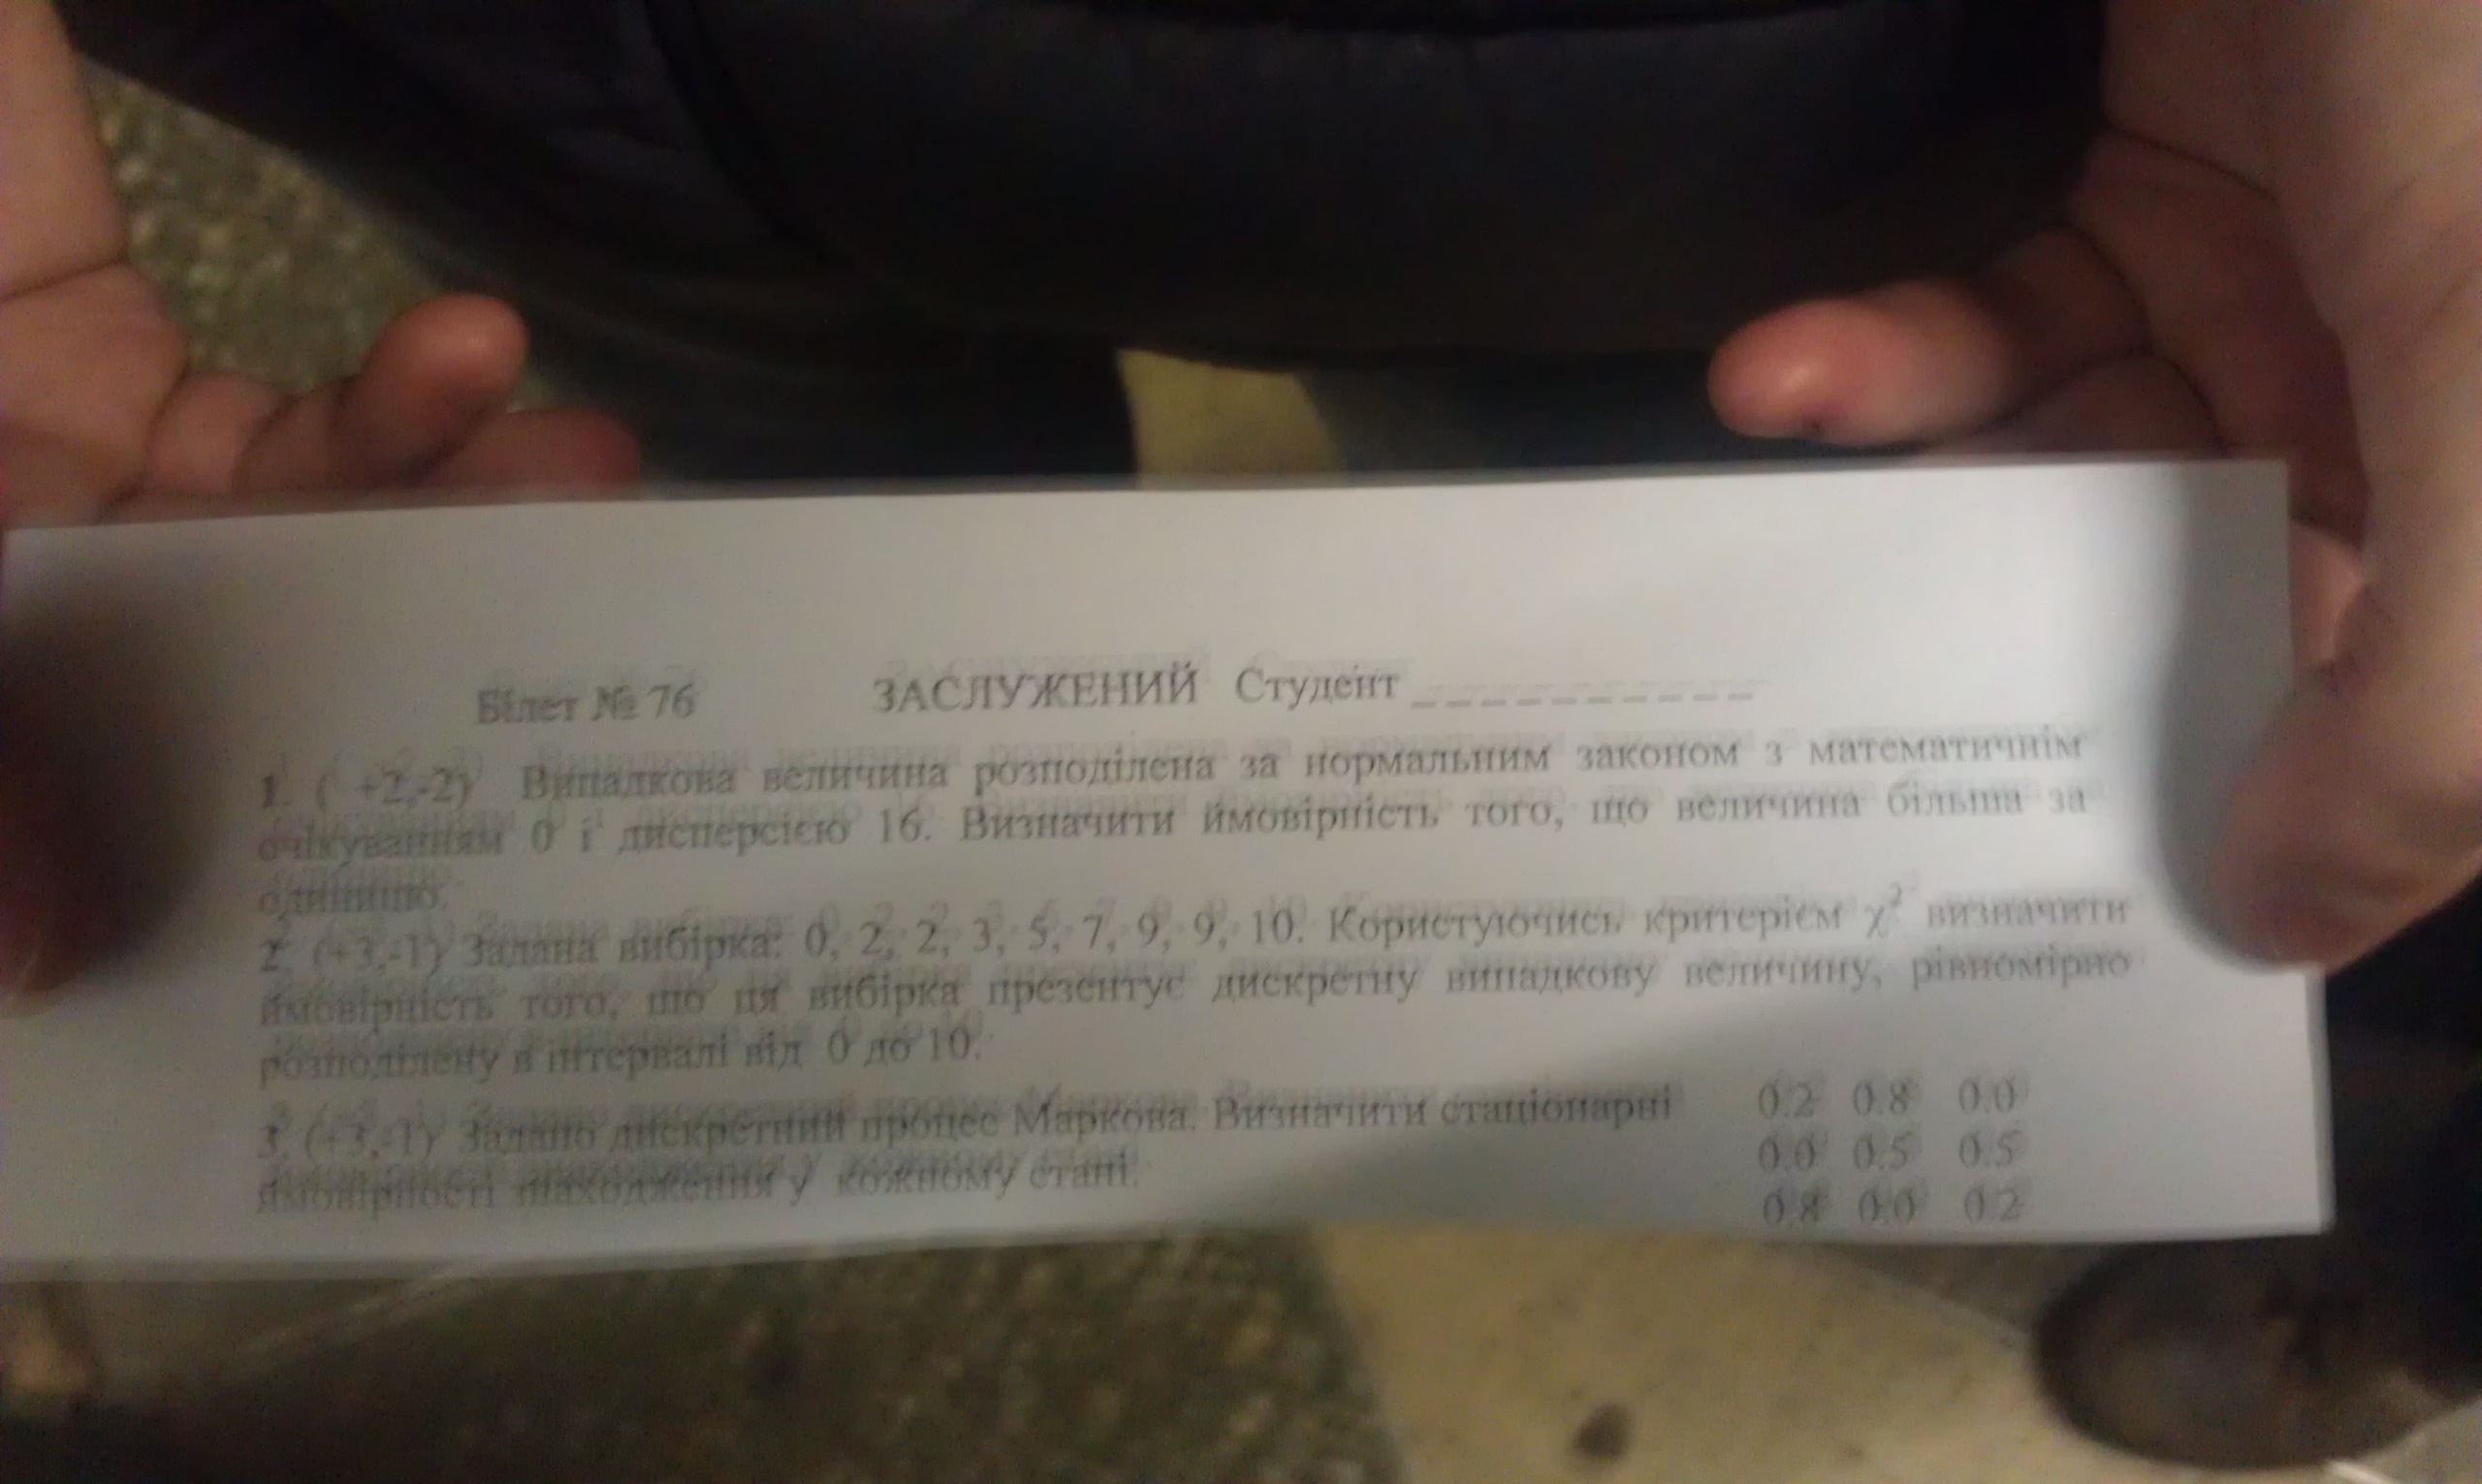 Білет № 76 ЗАСЛУЖЕНИЙ Студент __________
1. ( +2,-2) Випадкова величина розподілена за нормальним законом з математичнім
очікуванням 0 і дисперсією 16. Визначити ймовірність того, що величина більша за
одиницю.
2. (+3,-1) Задана вибірка: 0, 2, 2, 3, 5, 7, 9, 9, 10. Користуючись критерієм χ² визначити
ймовірність того, що ця вибірка презентує дискретну випадкову величину, рівномірно
розподілену в інтервалі від 0 до 10.
3. (+3,-1) Задано дискретний процес Маркова. Визначити стаціонарні
ймовірності знаходження у кожному стані.
0.2 0.8 0.0
0.0 0.5 0.5
0.8 0.0 0.2